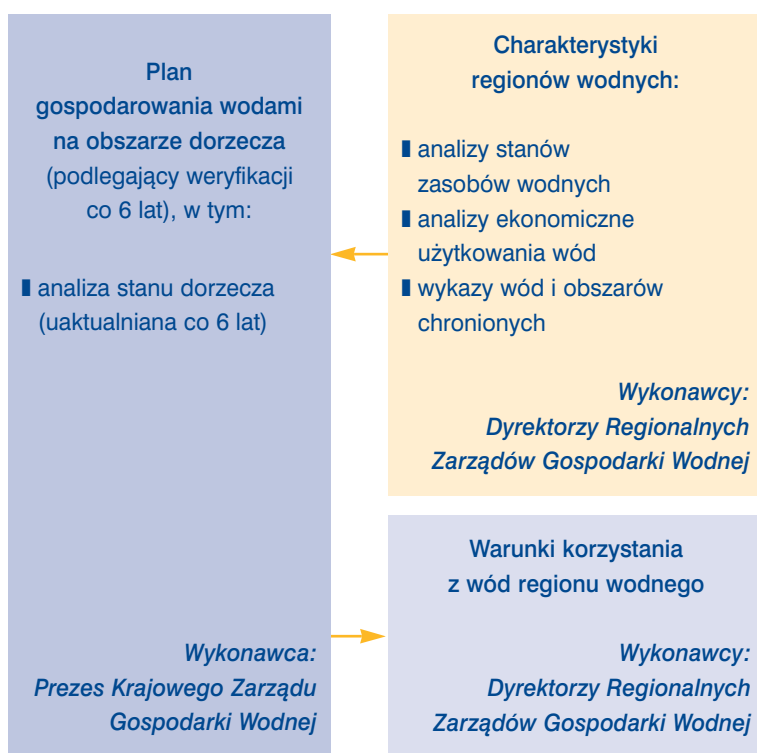 Plan
gospodarowania wodami
na obszarze dorzecza
(podlegający weryfikacji
co 6 lat), w tym:
analiza stanu dorzecza
(uaktualniana co 6 lat)
Wykonawca:
Prezes Krajowego Zarządu
Gospodarki Wodnej
Charakterystyki
regionów wodnych:
analizy stanów
zasobów wodnych
analizy ekonomiczne
użytkowania wód
wykazy wód i obszarów
chronionych
Wykonawcy:
Dyrektorzy Regionalnych
Zarządów Gospodarki Wodnej
Warunki korzystania
z wód regionu wodnego
Wykonawcy:
Dyrektorzy Regionalnych
Zarządów Gospodarki Wodnej